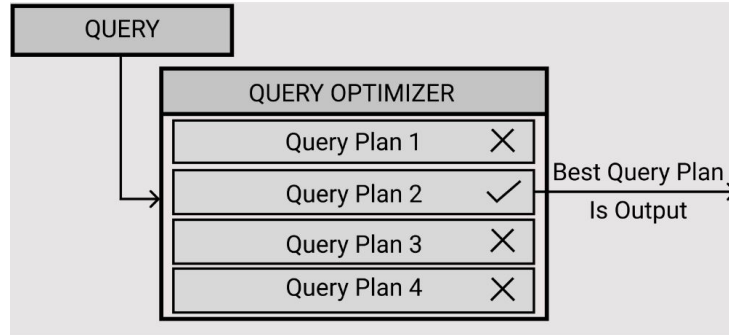 QUERY
QUERY OPTIMIZER
Query Plan 1
Query Plan 2
Best Query Plan
Is Output
Query Plan 3
Query Plan 4